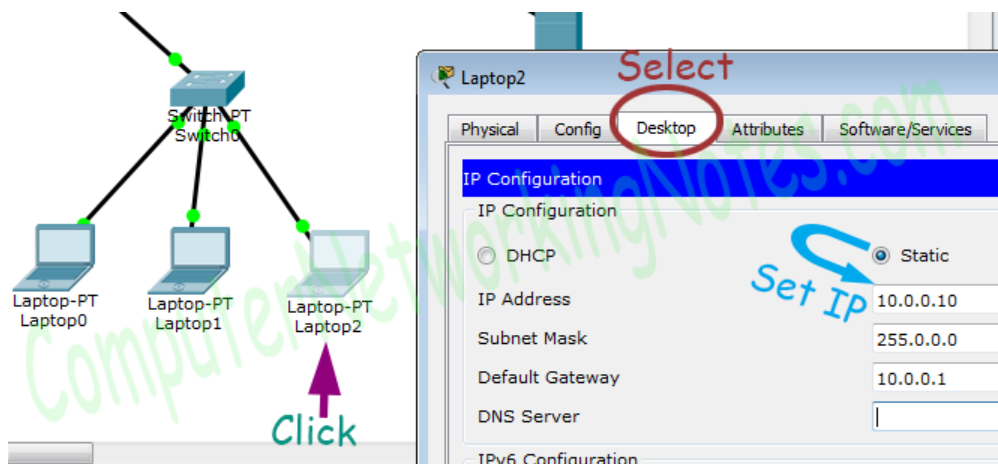 Switch-PT
Switch0
Laptop-PT
Laptop0
Laptop-PT
Laptop1
Laptop-PT
Laptop2
Click
Laptop2
Select
Physical Config Desktop Attributes Software/Services
IP Configuration
IP Configuration
DHCP Static
Set IP
IP Address 10.0.0.10
Subnet Mask 255.0.0.0
Default Gateway 10.0.0.1
DNS Server
IPv6 Configuration
ComputerNetworkingNotes.com